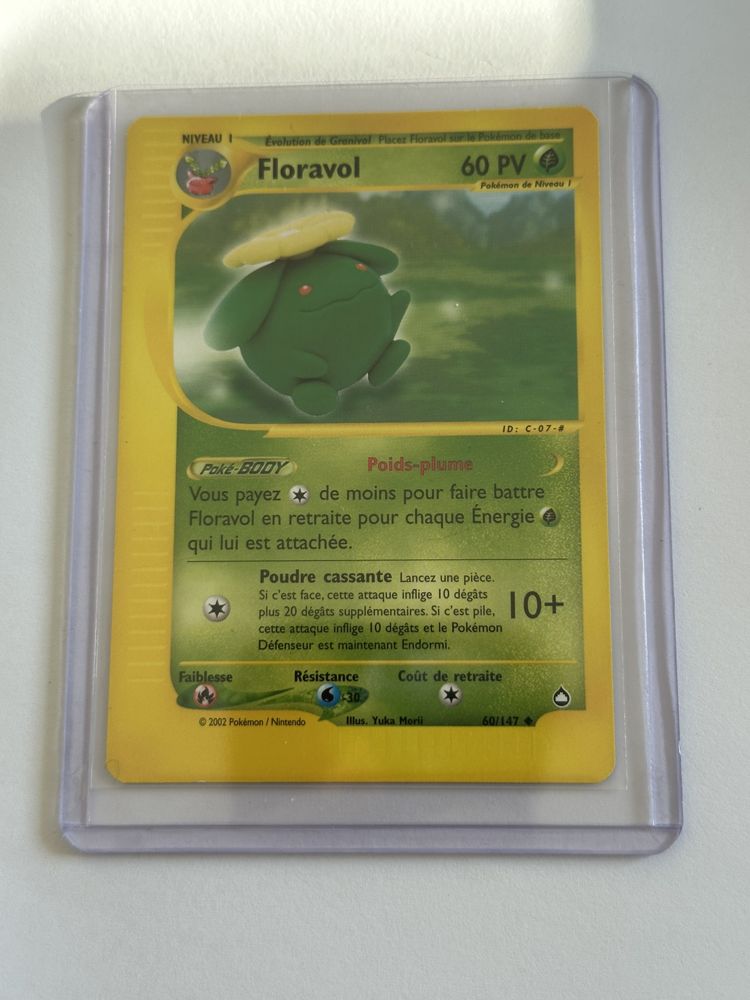 NIVEAU 1 Évolution de Granivol Placez Floravol sur le Pokémon de base
Floravol 60 PV
Pokémon de Niveau 1
ID: C-07-#
Poké-BODY Poids-plume
Vous payez de moins pour faire battre
Floravol en retraite pour chaque Énergie
qui lui est attachée.
Poudre cassante Lancez une pièce.
Si c'est face, cette attaque inflige 10 dégâts
plus 20 dégâts supplémentaires. Si c'est pile,
cette attaque inflige 10 dégâts et le Pokémon
Défenseur est maintenant Endormi.
10+
Faiblesse Résistance Coût de retraite
-30
© 2002 Pokémon / Nintendo Illus. Yuka Morii 60/147